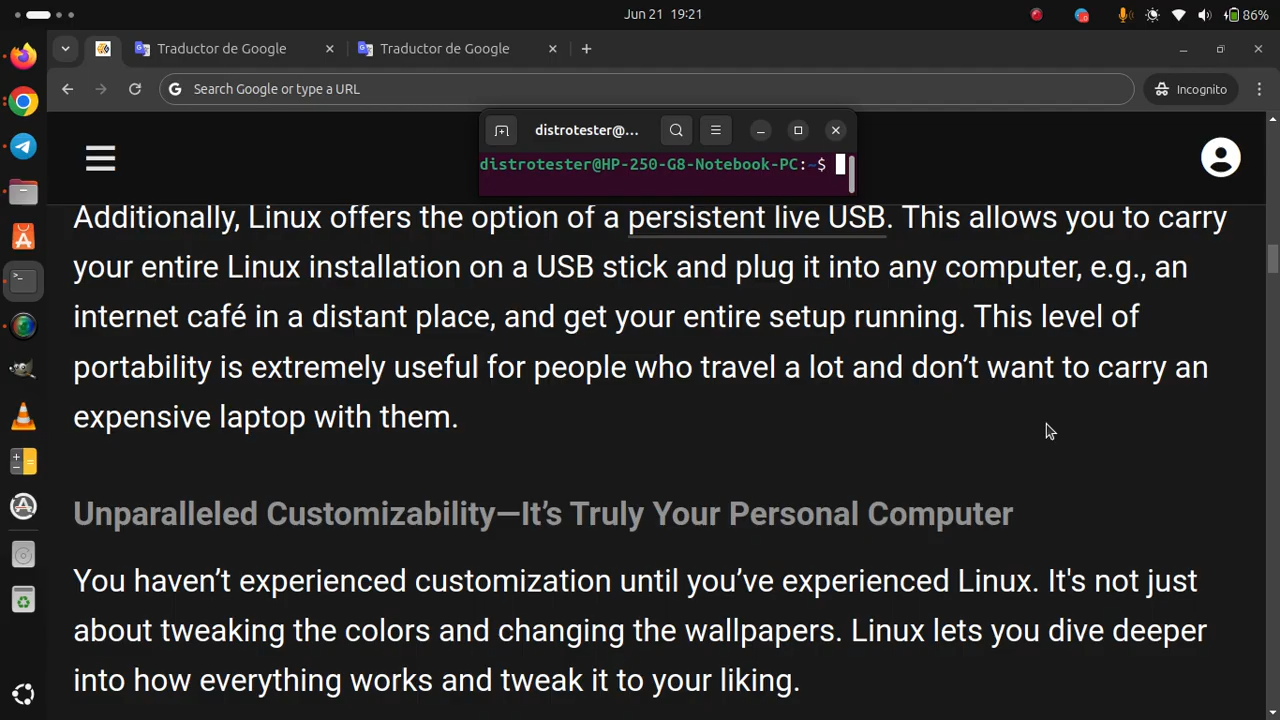 Jun 21 19:21
86%
Traducteur de Google
Traductor de Google
Search Google or type a URL
Incognito
distrotester@...
distrotester@HP-250-G8-Notebook-PC:~$
Additionally, Linux offers the option of a persistent live USB. This allows you to carry
your entire Linux installation on a USB stick and plug it into any computer, e.g., an
internet café in a distant place, and get your entire setup running. This level of
portability is extremely useful for people who travel a lot and don’t want to carry an
expensive laptop with them.
Unparalleled Customizability—It’s Truly Your Personal Computer
You haven’t experienced customization until you’ve experienced Linux. It's not just
about tweaking the colors and changing the wallpapers. Linux lets you dive deeper
into how everything works and tweak it to your liking.